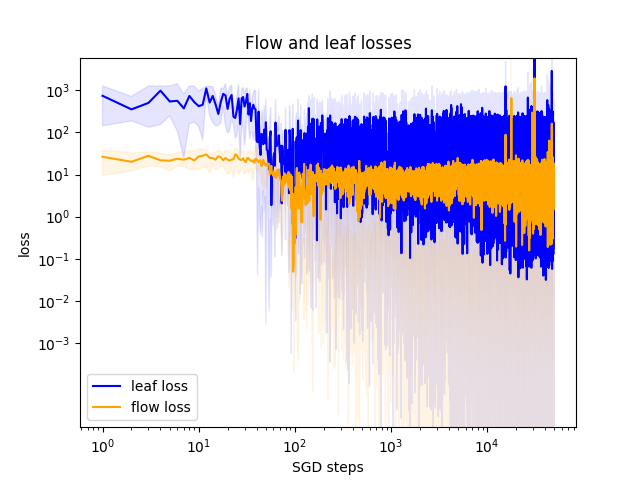 Flow and leaf losses
loss
10³
10²
10¹
10⁰
10⁻¹
10⁻²
10⁻³
leaf loss
flow loss
10⁰ 10¹ 10² 10³ 10⁴
SGD steps